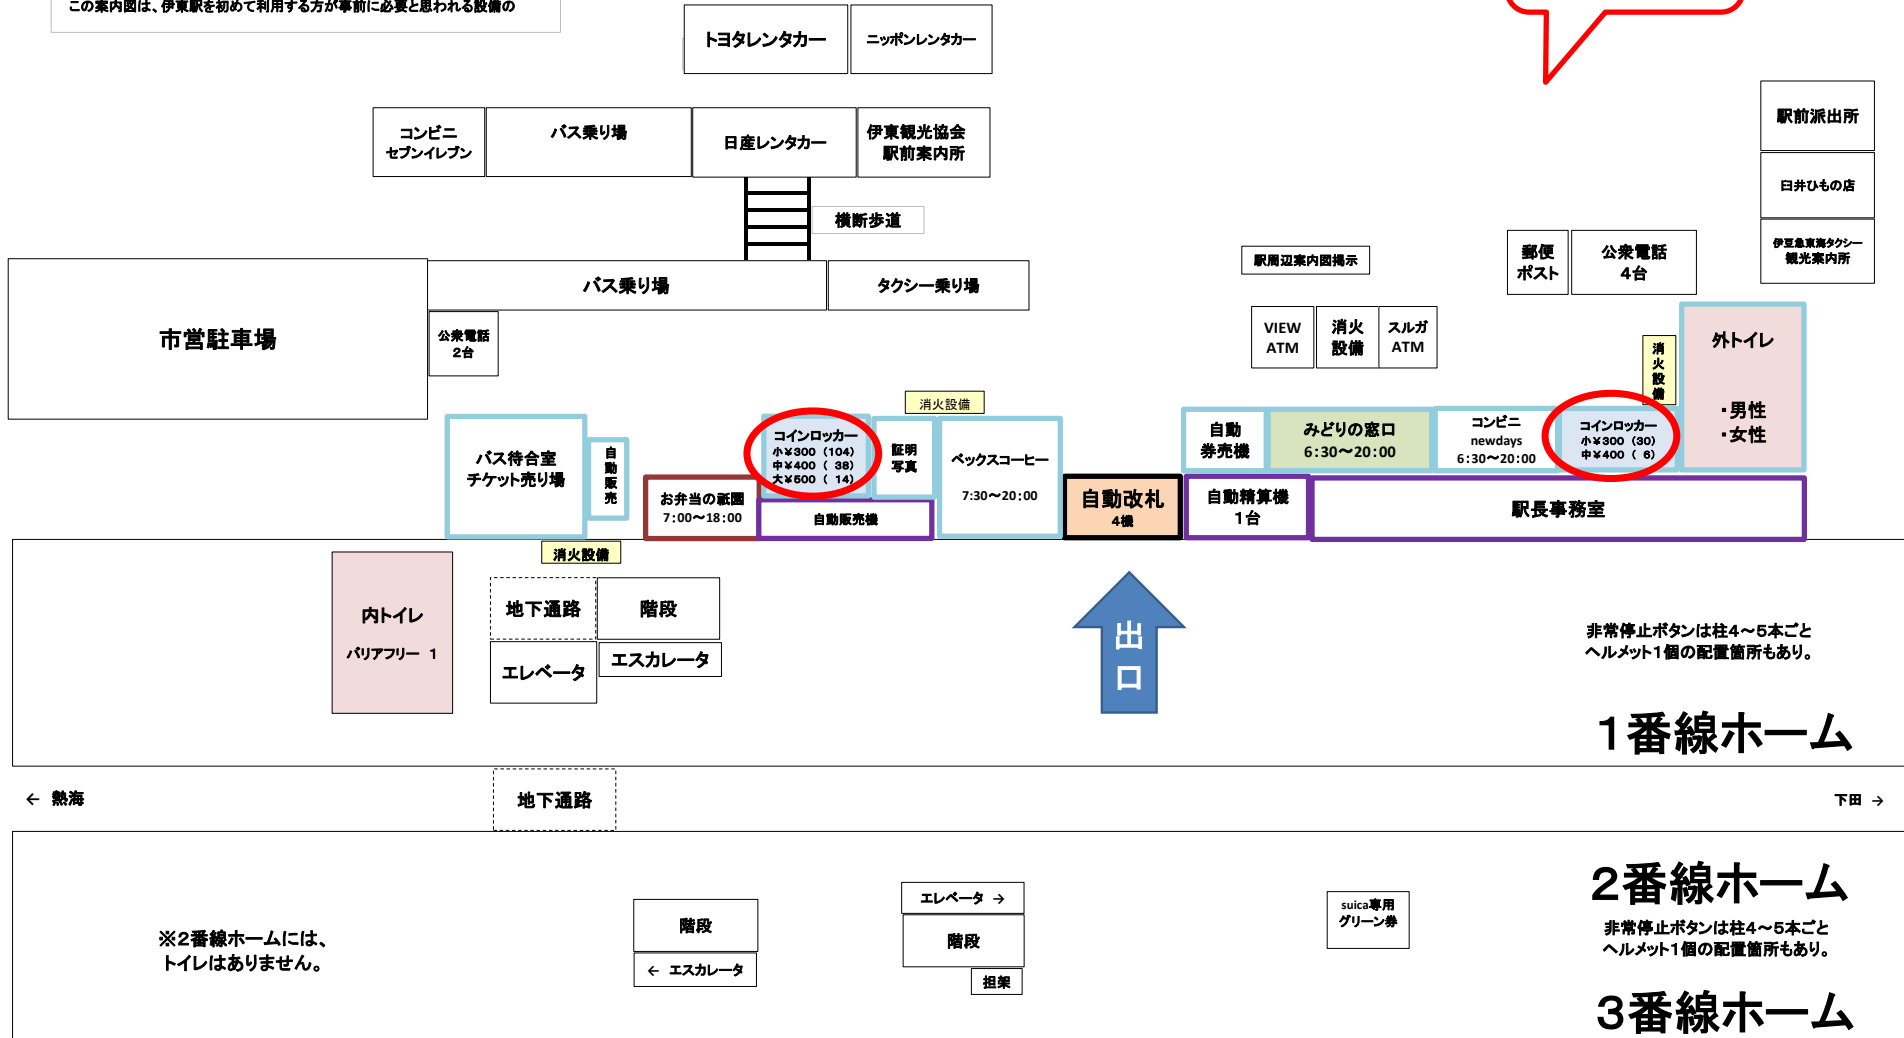 この案内図は、伊東駅を初めて利用する方が事前に必要と思われる設備の
トヨタレンタカー
ニッポンレンタカー
コンビニ
セブンイレブン
バス乗り場
日産レンタカー
伊東観光協会
駅前案内所
駅前派出所
臼井ひもの店
伊豆急東海タクシー
観光案内所
横断歩道
駅周辺案内図掲示
郵便
ポスト
公衆電話
4台
バス乗り場
タクシー乗り場
市営駐車場
公衆電話
2台
VIEW
ATM
消火
設備
スルガ
ATM
消火設備
外トイレ
・男性
・女性
消火設備
バス待合室
チケット売り場
自動販売
お弁当の祇園
7:00～18:00
コインロッカー
小¥300（104）
中¥400（ 38）
大¥600（ 14）
自動販売機
証明
写真
ベックスコーヒー
7:30～20:00
自動改札
4機
自動
券売機
みどりの窓口
6:30～20:00
コンビニ
newdays
6:30～20:00
コインロッカー
小¥300（30）
中¥400（ 6）
自動精算機
1台
駅長事務室
消火設備
内トイレ
バリアフリー 1
地下通路
階段
エレベータ
エスカレータ
出口
非常停止ボタンは柱4～5本ごと
ヘルメット1個の配置箇所もあり。
1番線ホーム
← 熱海
地下通路
下田 →
※2番線ホームには、
トイレはありません。
階段
← エスカレータ
エレベータ →
階段
担架
suica専用
グリーン券
2番線ホーム
非常停止ボタンは柱4～5本ごと
ヘルメット1個の配置箇所もあり。
3番線ホーム